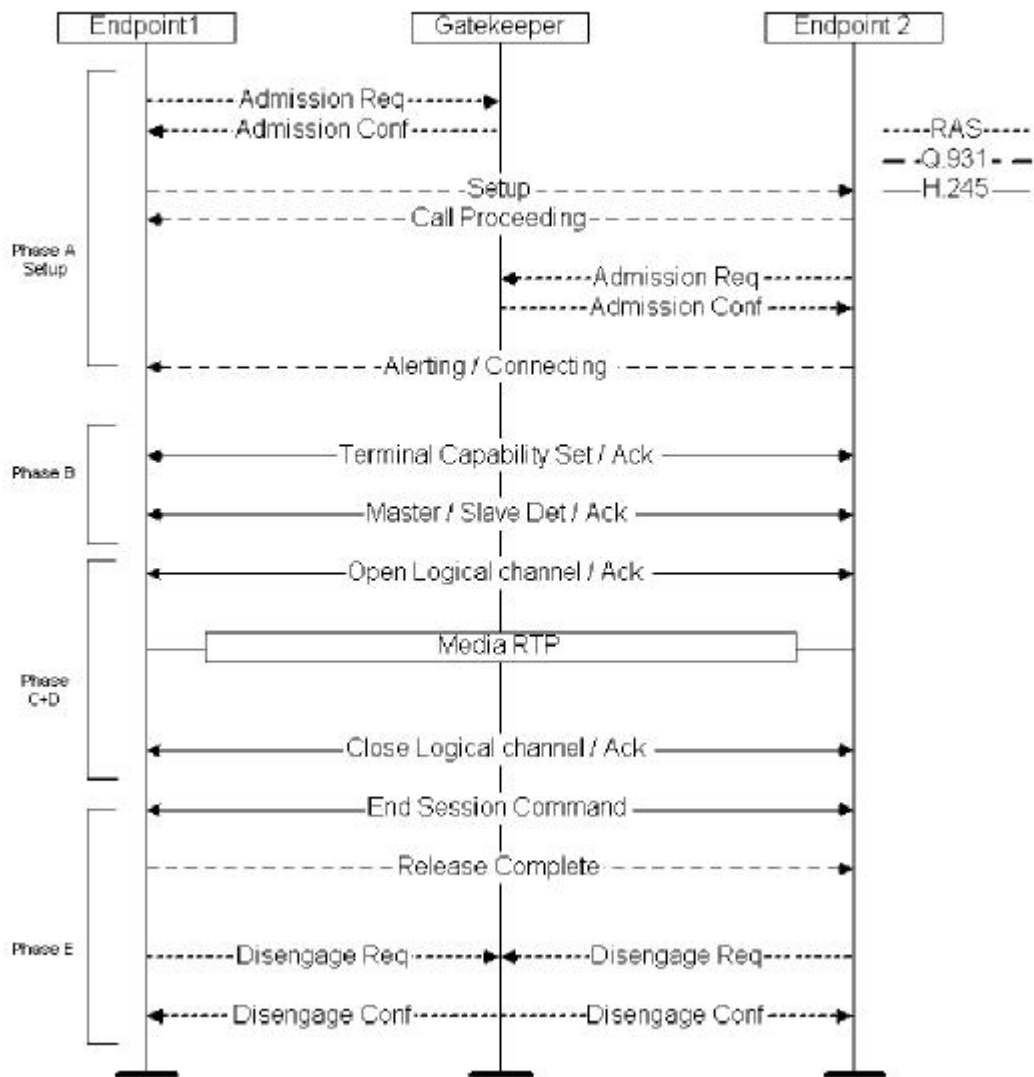 Endpoint1
Gatekeeper
Endpoint 2
Admission Req
Admission Conf
RAS
Q.931
H.245
Setup
Call Proceeding
Phase A
Setup
Admission Req
Admission Conf
Alerting / Connecting
Terminal Capability Set / Ack
Phase B
Master / Slave Det / Ack
Open Logical channel / Ack
Media RTP
Phase
C+D
Close Logical channel / Ack
End Session Command
Release Complete
Phase E
Disengage Req
Disengage Req
Disengage Conf
Disengage Conf